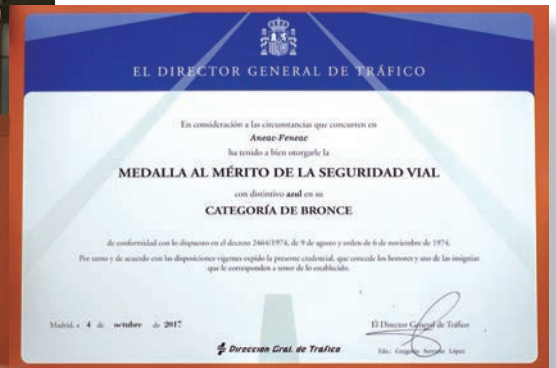 EL DIRECTOR GENERAL DE TRÁFICO
En consideración a las circunstancias que concurren en
Aneac-Feneac
ha tenido a bien otorgarle la
MEDALLA AL MÉRITO DE LA SEGURIDAD VIAL
con distintivo azul en su
CATEGORÍA DE BRONCE
de conformidad con lo dispuesto en el decreto 2464/1974, de 9 de agosto y orden de 6 de noviembre de 1974.
Por tanto y de acuerdo con las disposiciones vigentes expido la presente credencial, que concede los honores y uso de las insignias
que le corresponden a tenor de lo establecido.
Madrid, a 4 de octubre de 2017
El Director General de Tráfico
Dirección Gral. de Tráfico
Fdo.: Gregorio Serrano López